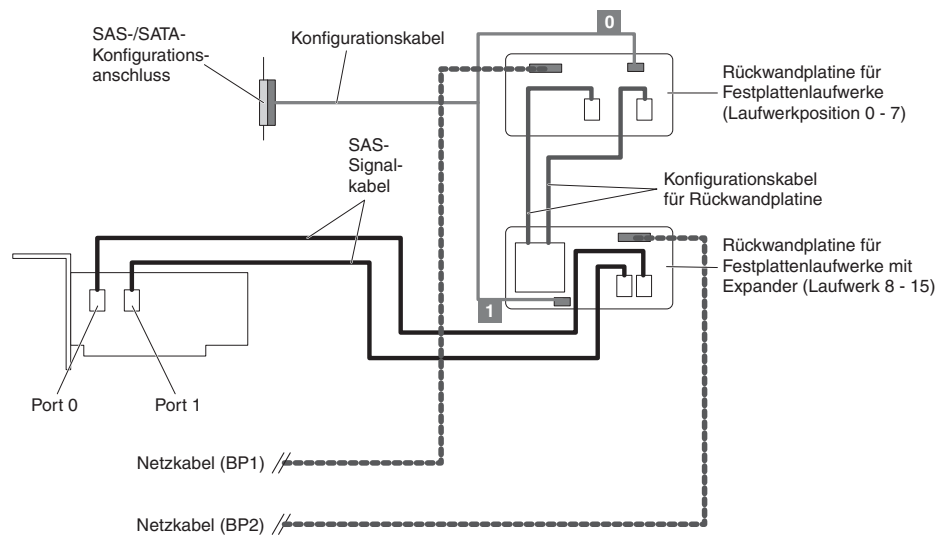 0
SAS-/SATA-
Konfigurations-
anschluss
Konfigurationskabel
Rückwandplatine für
Festplattenlaufwerke
(Laufwerkposition 0 - 7)
SAS-
Signal-
kabel
Konfigurationskabel
für Rückwandplatine
Rückwandplatine für
Festplattenlaufwerke mit
Expander (Laufwerk 8 - 15)
1
Port 0
Port 1
Netzkabel (BP1)
Netzkabel (BP2)